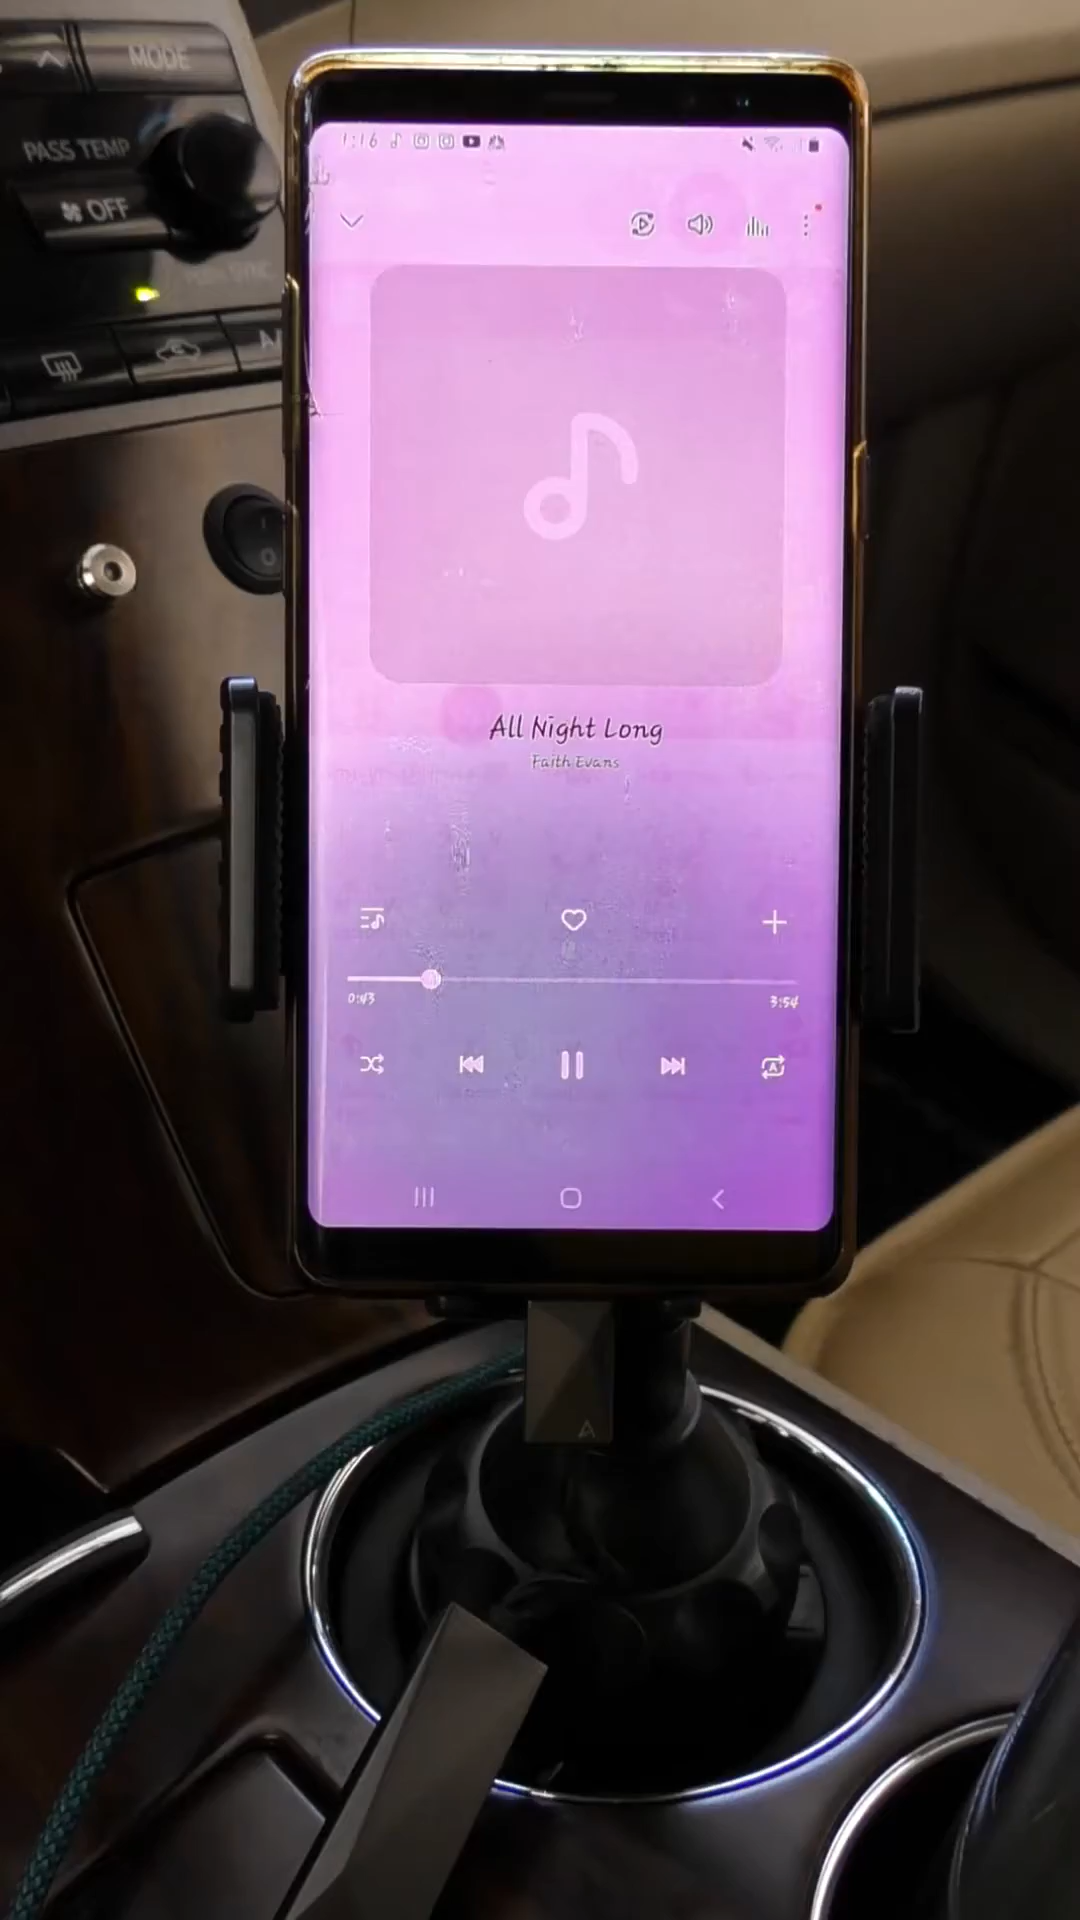 MODE
PASS TEMP
OFF
1:16
All Night Long
Faith Evans
0:43
3:54